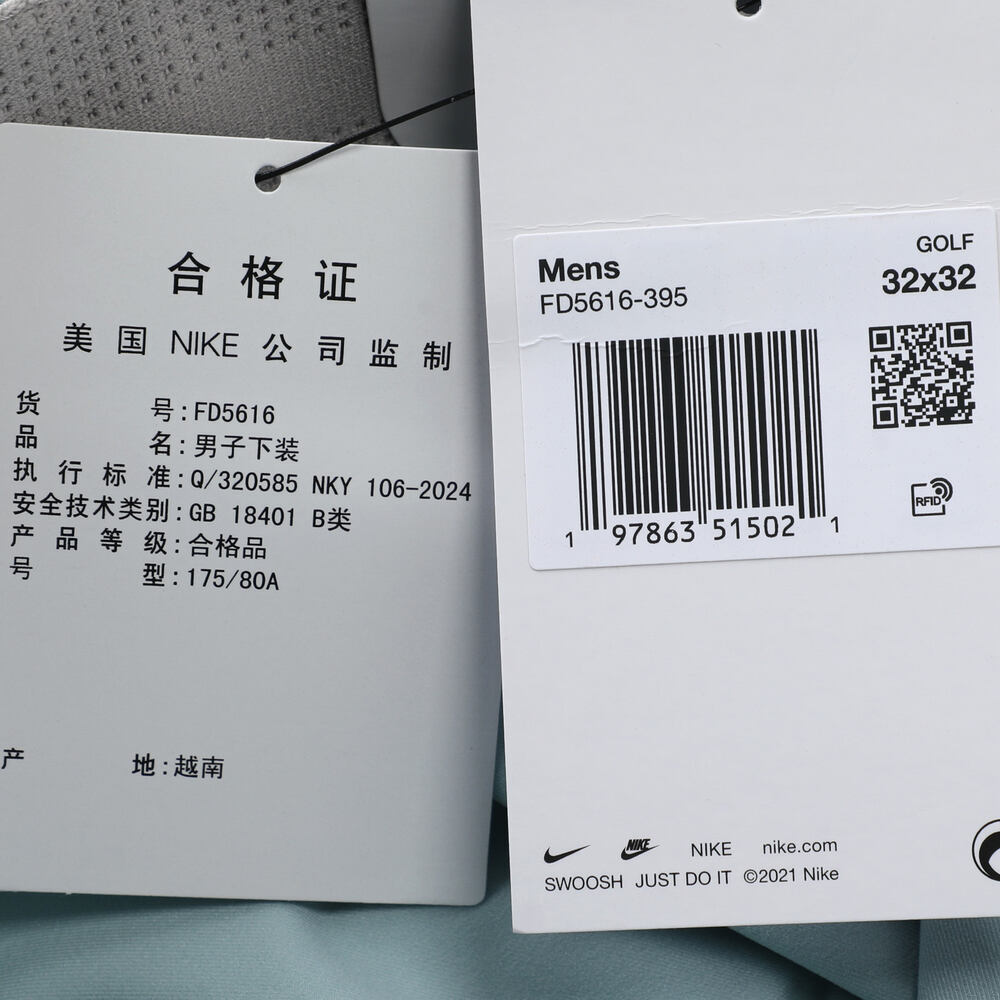 合格证
美国 NIKE 公司监制
货号:FD5616
品名:男子下装
执行标准:Q/320585 NKY 106-2024
安全技术类别:GB 18401 B类
产品等级:合格品
号型:175/80A
产地:越南
GOLF
Mens
32x32
FD5616-395
1 97863 51502 1
RFID
NIKE NIKE nike.com
SWOOSH JUST DO IT ©2021 Nike